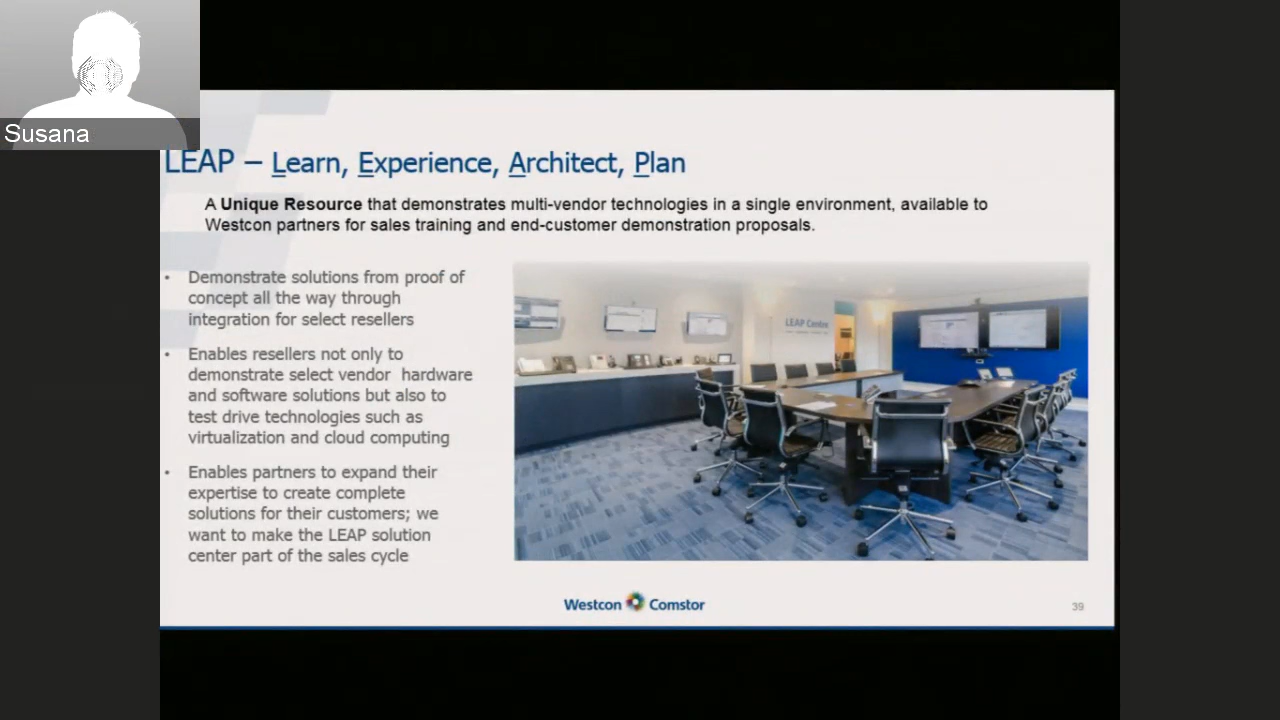 Susana
LEAP – Learn, Experience, Architect, Plan
A Unique Resource that demonstrates multi-vendor technologies in a single environment, available to
Westcon partners for sales training and end-customer demonstration proposals.
• Demonstrate solutions from proof of
concept all the way through
integration for select resellers
• Enables resellers not only to
demonstrate select vendor hardware
and software solutions but also to
test drive technologies such as
virtualization and cloud computing
• Enables partners to expand their
expertise to create complete
solutions for their customers; we
want to make the LEAP solution
center part of the sales cycle
LEAP Centre
Westcon Comstor
39